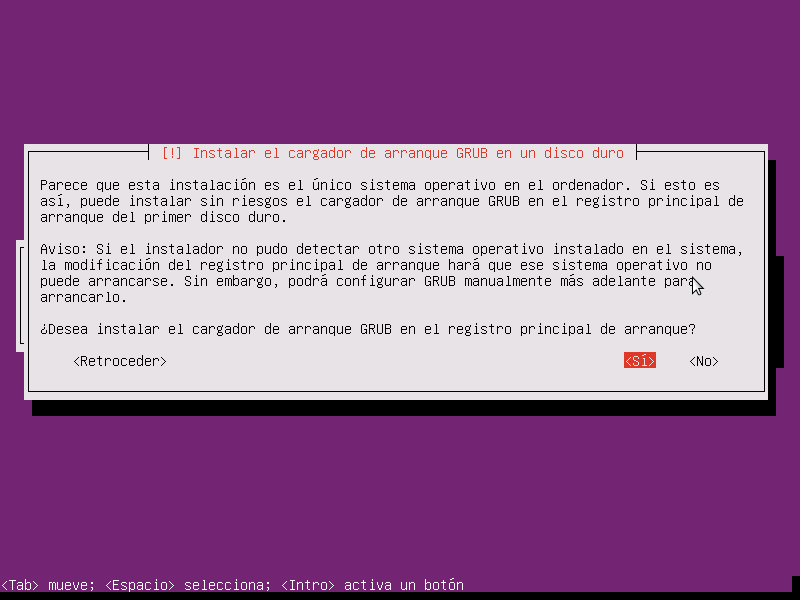 [!] Instalar el cargador de arranque GRUB en un disco duro
Parece que esta instalación es el único sistema operativo en el ordenador. Si esto es
así, puede instalar sin riesgos el cargador de arranque GRUB en el registro principal de
arranque del primer disco duro.
Aviso: Si el instalador no pudo detectar otro sistema operativo instalado en el sistema,
la modificación del registro principal de arranque hará que ese sistema operativo no
puede arrancarse. Sin embargo, podrá configurar GRUB manualmente más adelante para
arrancarlo.
¿Desea instalar el cargador de arranque GRUB en el registro principal de arranque?
<Retroceder> <Sí> <No>
<Tab> mueve; <Espacio> selecciona; <Intro> activa un botón